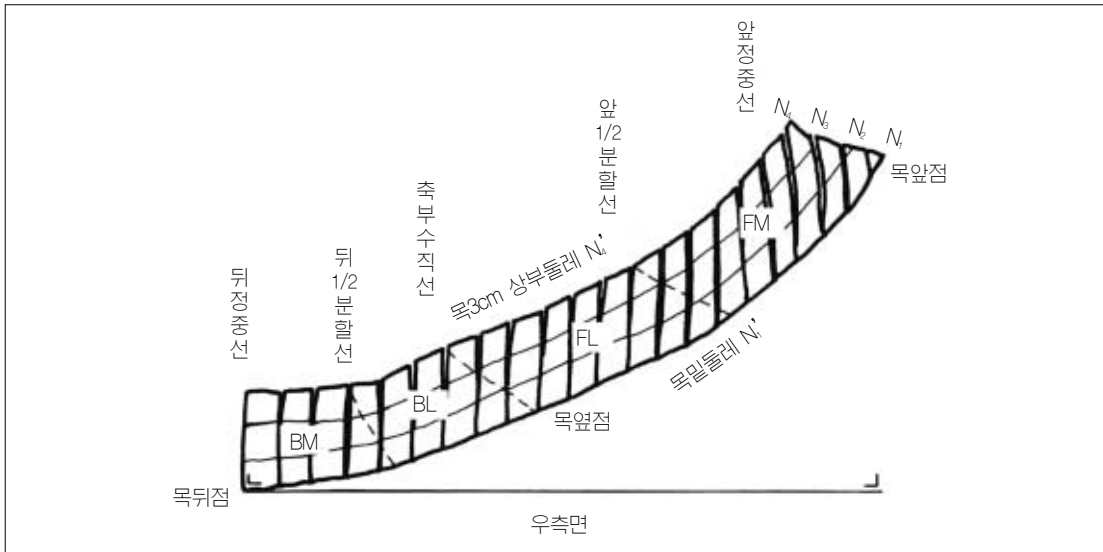 앞정중선
N₄ N₃ N₂ N₁
목앞점
앞 1/2 분할선
측부수직선
뒤 1/2 분할선
뒤정중선
목3cm 상부둘레 N₄'
목밑둘레 N₁'
FM
FL
BL
BM
목옆점
목뒤점
우측면